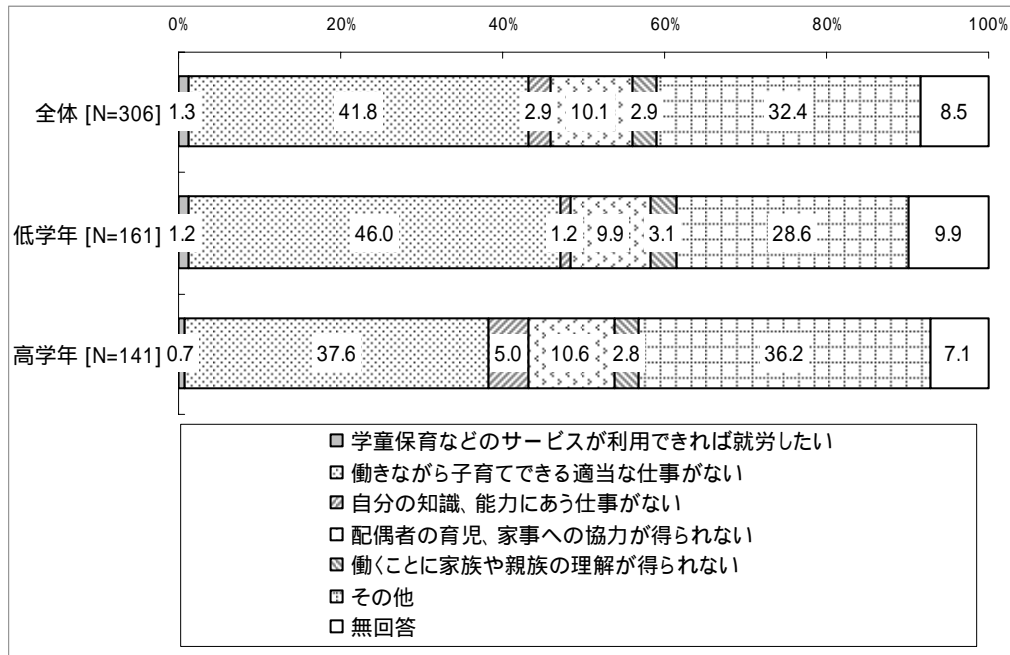 0% 20% 40% 60% 80% 100%
全体 [N=306] 1.3 41.8 2.9 10.1 2.9 32.4 8.5
低学年 [N=161] 1.2 46.0 1.2 9.9 3.1 28.6 9.9
高学年 [N=141] 0.7 37.6 5.0 10.6 2.8 36.2 7.1
学童保育などのサービスが利用できれば就労したい
働きながら子育てできる適当な仕事がない
自分の知識、能力にあう仕事がない
配偶者の育児、家事への協力が得られない
働くことに家族や親族の理解が得られない
その他
無回答